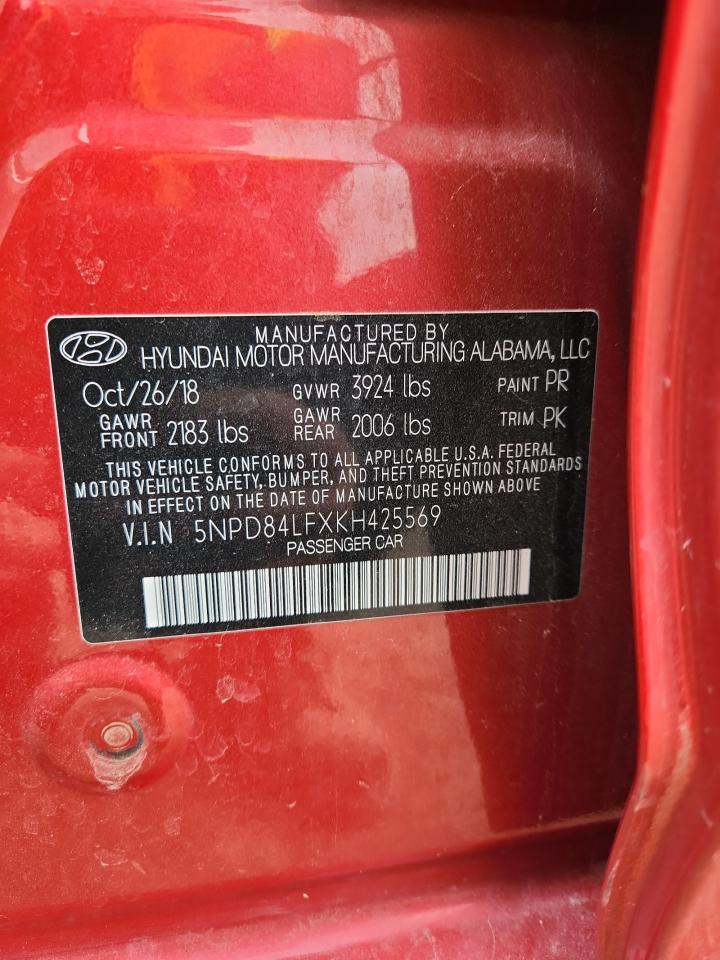 MANUFACTURED BY
HYUNDAI MOTOR MANUFACTURING ALABAMA, LLC
Oct/26/18 GVWR 3924 lbs PAINT PR
GAWR FRONT 2183 lbs GAWR REAR 2006 lbs TRIM PK
THIS VEHICLE CONFORMS TO ALL APPLICABLE U.S.A. FEDERAL
MOTOR VEHICLE SAFETY, BUMPER, AND THEFT PREVENTION STANDARDS
IN EFFECT ON THE DATE OF MANUFACTURE SHOWN ABOVE
V.I.N 5NPD84LFXKH425569
PASSENGER CAR